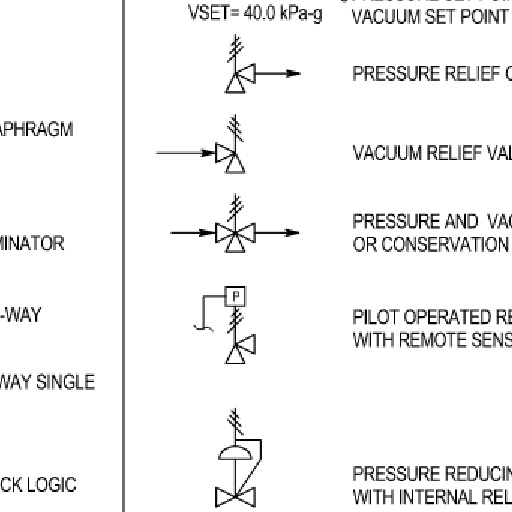 VSET= 40.0 kPa-g
VACUUM SET POINT
PRESSURE RELIEF
APHRAGM
VACUUM RELIEF VAL
PRESSURE AND VAC
MINATOR
OR CONSERVATION
P
-WAY
PILOT OPERATED RE
WITH REMOTE SENS
WAY SINGLE
PRESSURE REDUCIN
CK LOGIC
WITH INTERNAL REL